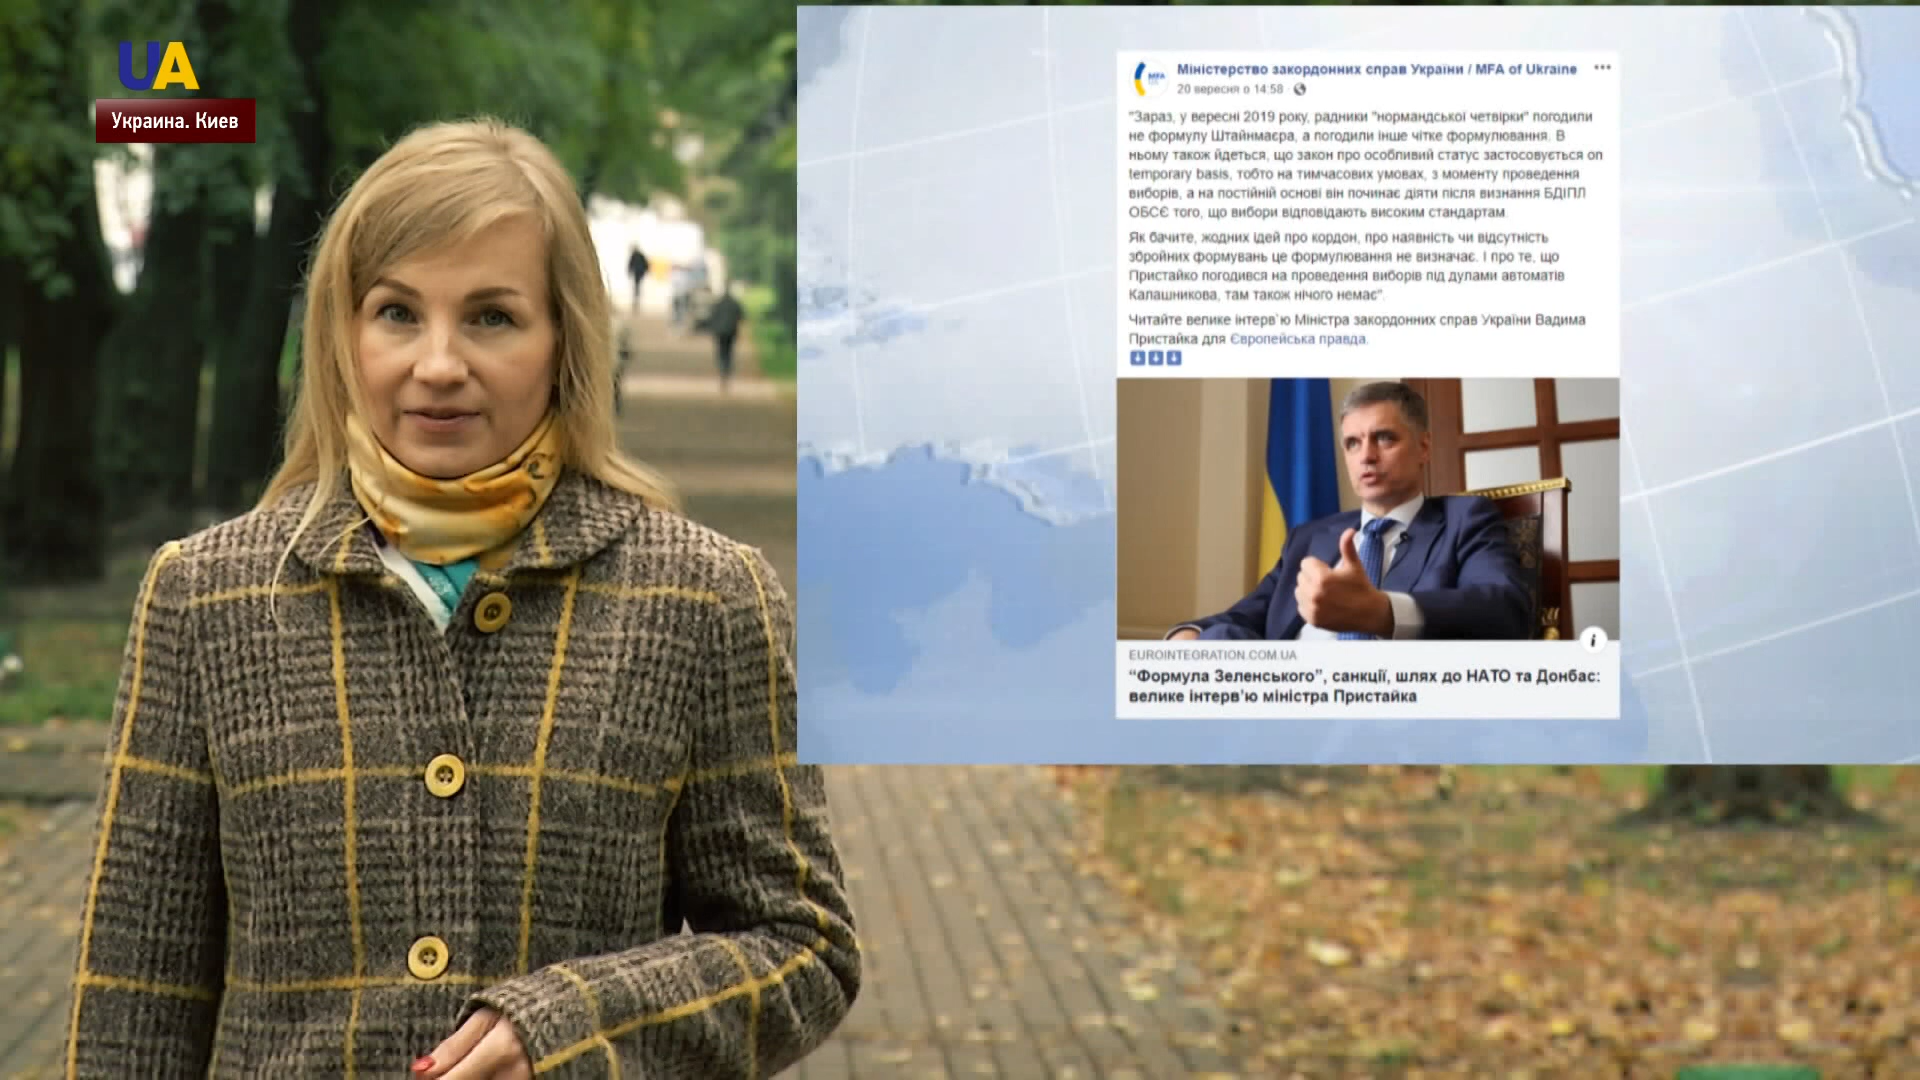 UA
Украина. Киев
Міністерство закордонних справ України / MFA of Ukraine
20 вересня о 14:58
MFA
"Зараз, у вересні 2019 року, радники "нормандської четвірки" погодили
не формулу Штайнмаєра, а погодили інше чітке формулювання. В
ньому також йдеться, що закон про особливий статус застосовується on
temporary basis, тобто на тимчасових умовах, з моменту проведення
виборів, а на постійній основі він починає діяти після визнання БДІПЛ
ОБСЄ того, що вибори відповідають високим стандартам.
Як бачите, жодних ідей про кордон, про наявність чи відсутність
збройних формувань це формулювання не визначає. І про те, що
Пристайко погодився на проведення виборів під дулами автоматів
Калашникова, там також нічого немає".
Читайте велике інтерв`ю Міністра закордонних справ України Вадима
Пристайка для Європейська правда.
EUROINTEGRATION.COM.UA
“Формула Зеленського”, санкції, шлях до НАТО та Донбас:
велике інтерв'ю міністра Пристайка